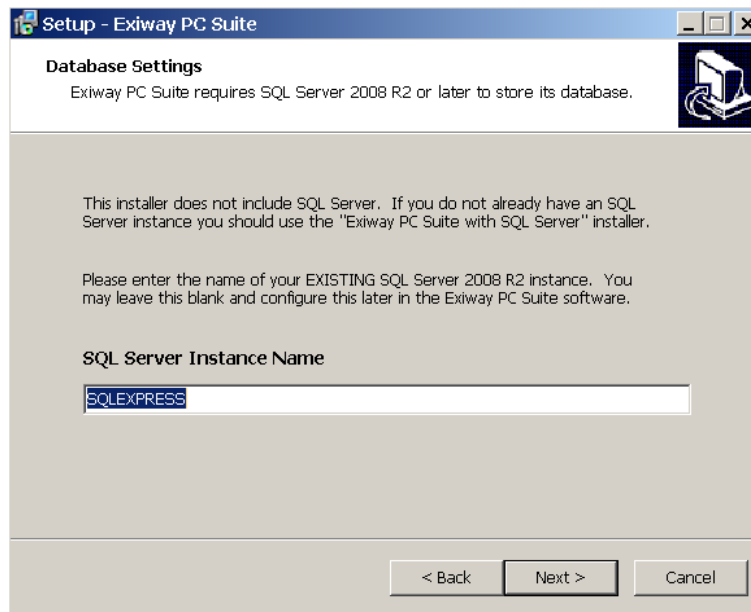 Setup - Exiway PC Suite
Database Settings
Exiway PC Suite requires SQL Server 2008 R2 or later to store its database.
This installer does not include SQL Server.  If you do not already have an SQL
Server instance you should use the "Exiway PC Suite with SQL Server" installer.
Please enter the name of your EXISTING SQL Server 2008 R2 instance.  You
may leave this blank and configure this later in the Exiway PC Suite software.
SQL Server Instance Name
SQLEXPRESS
< Back
Next >
Cancel